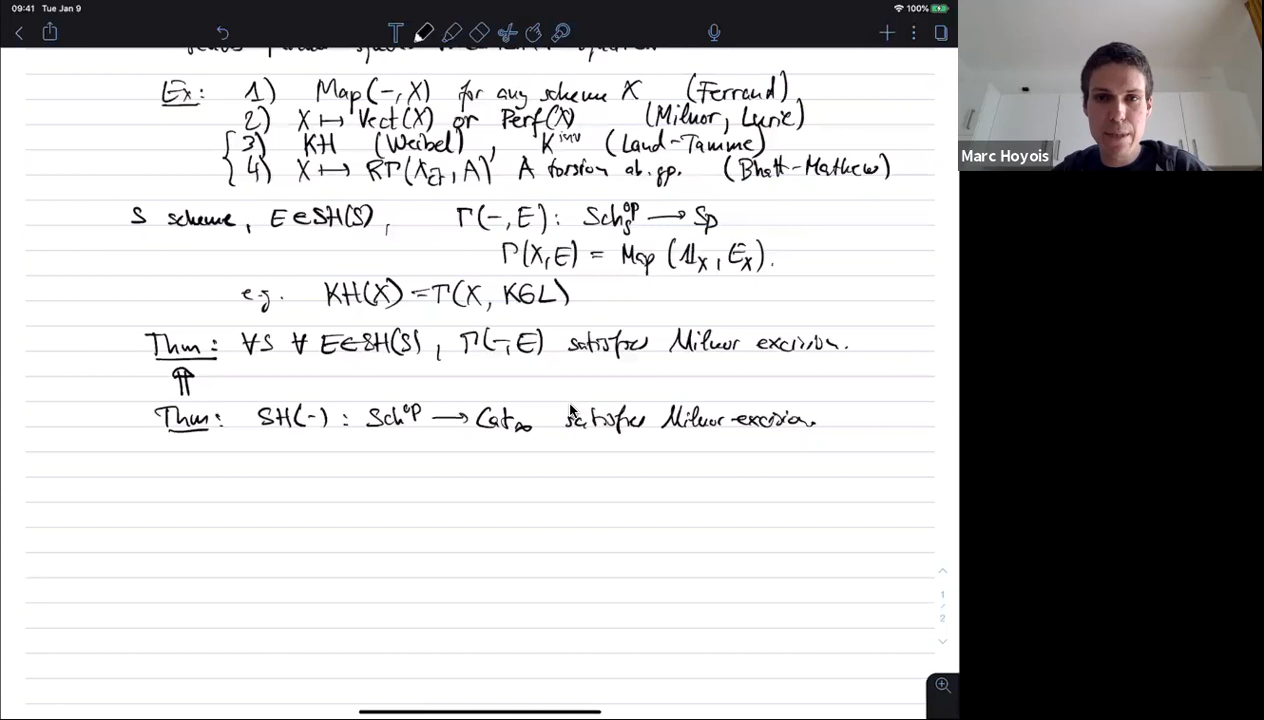 09:41 Tue Jan 9
100%
Ex: 1) Map(-, X) for any scheme X (Ferrand)
2) X ↦ Vect(X) or Perf(X) (Milnor, Lurie)
3) KH (Weibel), K^inv (Land-Tamme)
4) X ↦ RΓ(X_ét, A) A torsion ab. gp. (Bhatt-Mathew)
S scheme, E ∈ SH(S), Γ(-, E): Sch_S^op → Sp
Γ(X, E) = Map(𝟙_X, E_X).
e.g. KH(X) = Γ(X, KGL)
Thm: ∀S ∀ E ∈ SH(S), Γ(-, E) satisfies Milnor excision.
⇑
Thm: SH(-): Sch^op → Cat_∞ satisfies Milnor excision.
Marc Hoyois
1
/
2